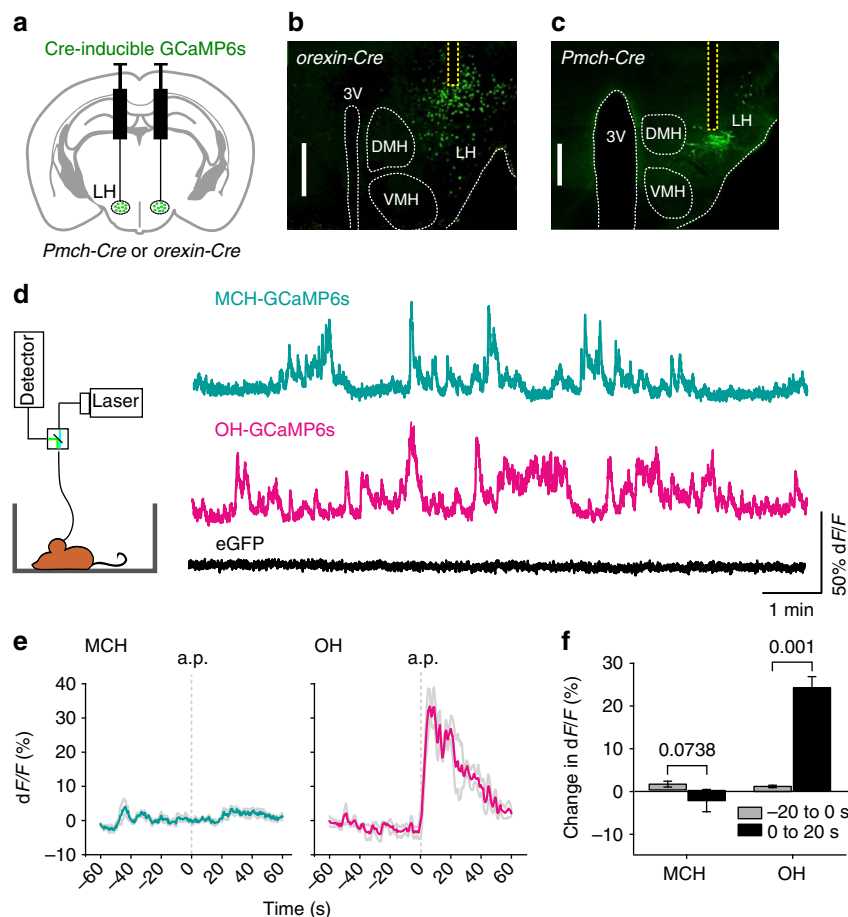 a
Cre-inducible GCaMP6s
LH
Pmch-Cre or orexin-Cre
b
orexin-Cre
3V
DMH
LH
VMH
c
Pmch-Cre
LH
DMH
3V
VMH
d
Detector
Laser
MCH-GCaMP6s
OH-GCaMP6s
eGFP
50% dF/F
1 min
e
MCH
a.p.
OH
a.p.
dF/F (%)
40
30
20
10
0
–10
–60
–40
–20
0
20
40
60
–60
–40
–20
0
20
40
60
Time (s)
f
Change in dF/F (%)
30
20
10
0
–10
0.0738
0.001
–20 to 0 s
0 to 20 s
MCH
OH